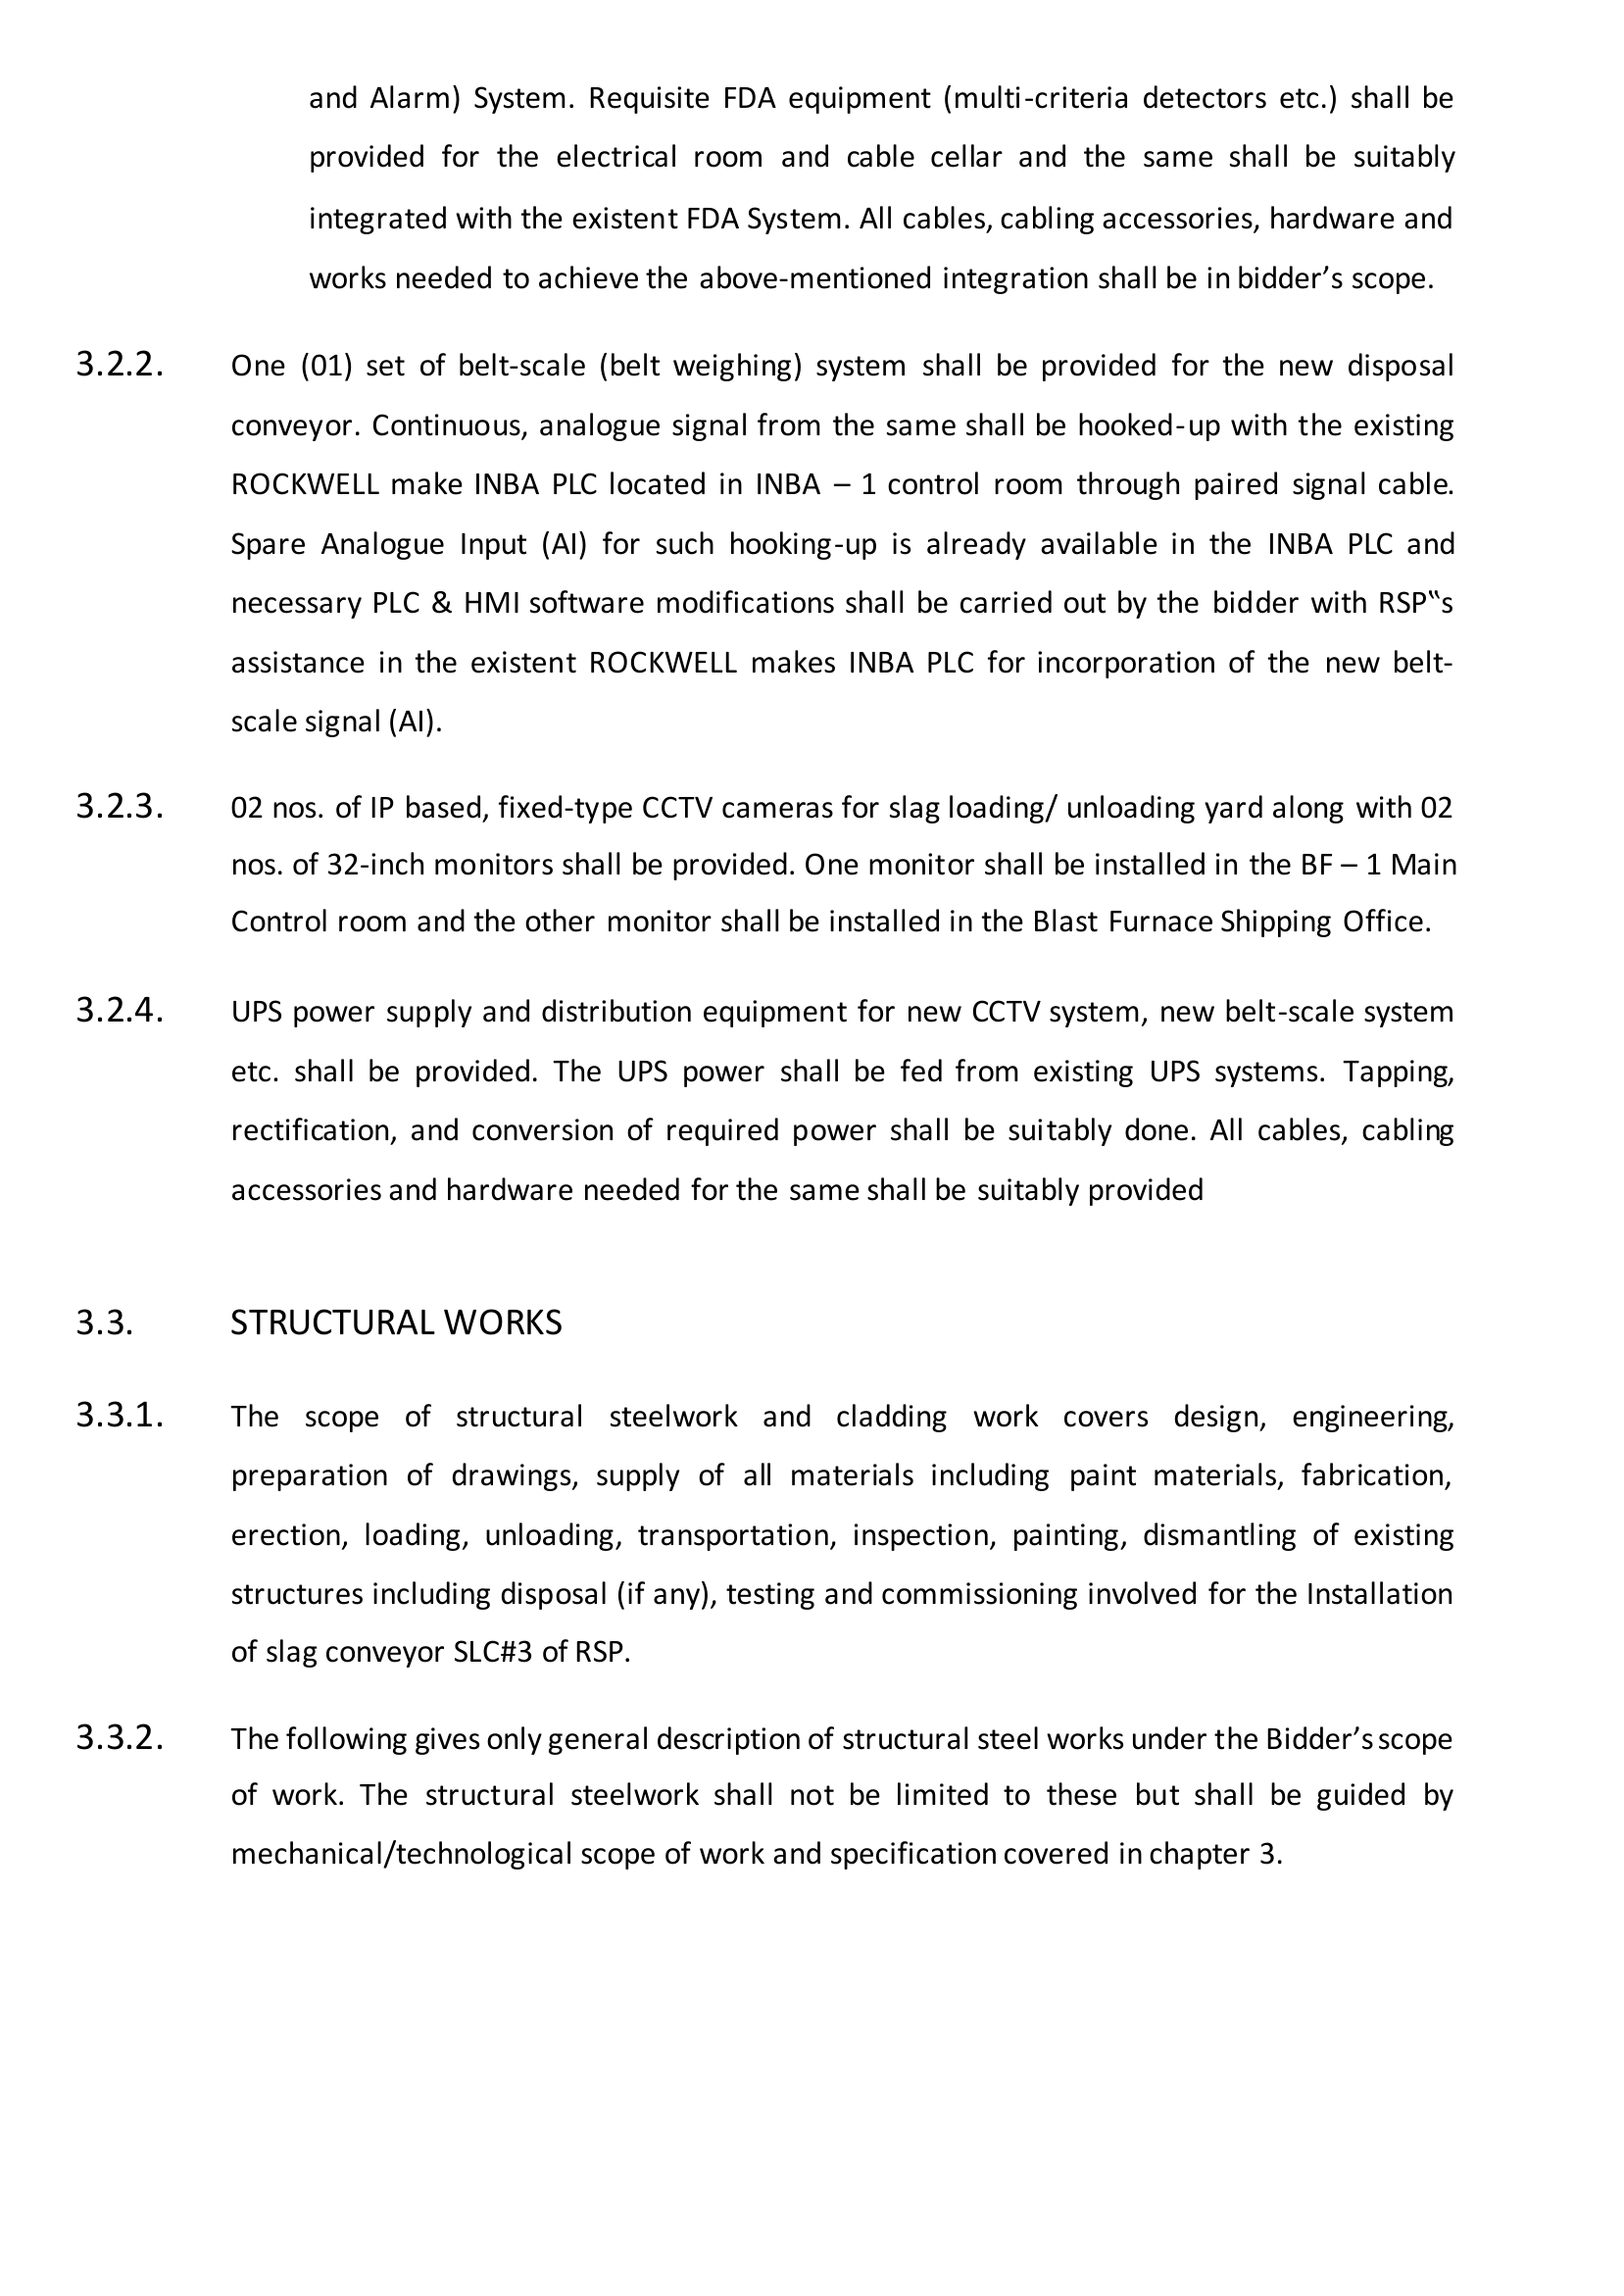 and Alarm) System. Requisite FDA equipment (multi-criteria detectors etc.) shall be
provided for the electrical room and cable cellar and the same shall be suitably
integrated with the existent FDA System. All cables, cabling accessories, hardware and
works needed to achieve the above-mentioned integration shall be in bidder’s scope.
3.2.2. One (01) set of belt-scale (belt weighing) system shall be provided for the new disposal
conveyor. Continuous, analogue signal from the same shall be hooked-up with the existing
ROCKWELL make INBA PLC located in INBA – 1 control room through paired signal cable.
Spare Analogue Input (AI) for such hooking-up is already available in the INBA PLC and
necessary PLC & HMI software modifications shall be carried out by the bidder with RSP‟s
assistance in the existent ROCKWELL makes INBA PLC for incorporation of the new belt-
scale signal (AI).
3.2.3. 02 nos. of IP based, fixed-type CCTV cameras for slag loading/ unloading yard along with 02
nos. of 32-inch monitors shall be provided. One monitor shall be installed in the BF – 1 Main
Control room and the other monitor shall be installed in the Blast Furnace Shipping Office.
3.2.4. UPS power supply and distribution equipment for new CCTV system, new belt-scale system
etc. shall be provided. The UPS power shall be fed from existing UPS systems. Tapping,
rectification, and conversion of required power shall be suitably done. All cables, cabling
accessories and hardware needed for the same shall be suitably provided
3.3. STRUCTURAL WORKS
3.3.1. The scope of structural steelwork and cladding work covers design, engineering,
preparation of drawings, supply of all materials including paint materials, fabrication,
erection, loading, unloading, transportation, inspection, painting, dismantling of existing
structures including disposal (if any), testing and commissioning involved for the Installation
of slag conveyor SLC#3 of RSP.
3.3.2. The following gives only general description of structural steel works under the Bidder’s scope
of work. The structural steelwork shall not be limited to these but shall be guided by
mechanical/technological scope of work and specification covered in chapter 3.